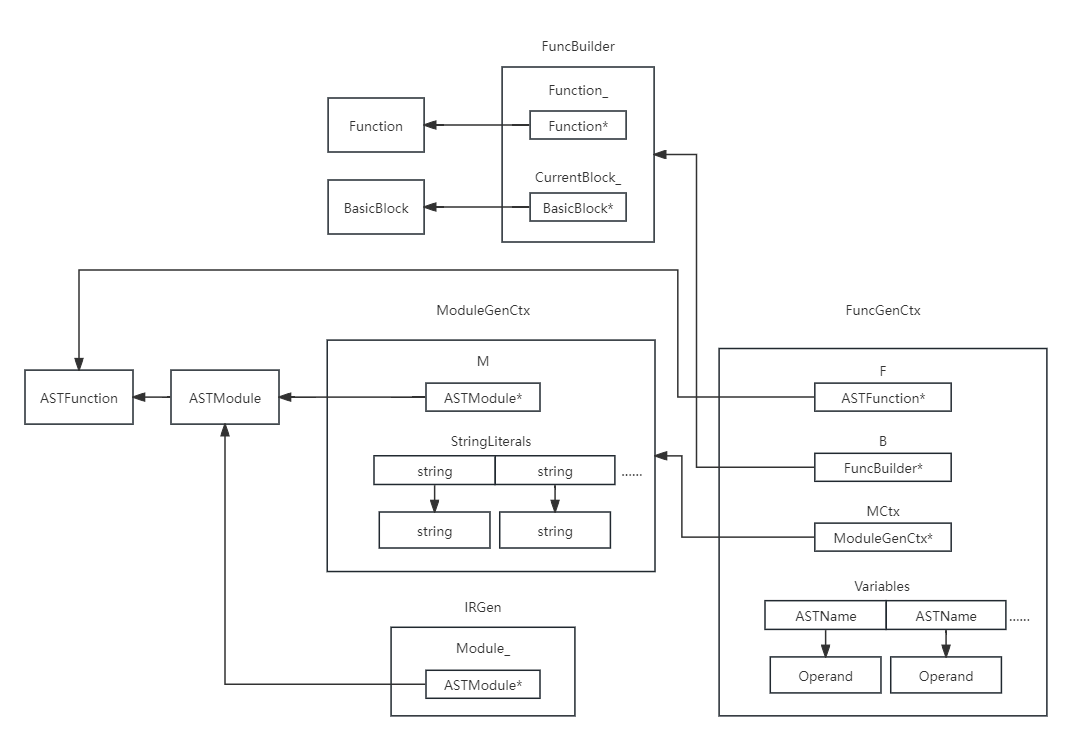 FuncBuilder
Function_
Function*
Function
CurrentBlock_
BasicBlock*
BasicBlock
ModuleGenCtx
M
ASTModule*
ASTModule
ASTFunction
StringLiterals
string string ......
string string
IRGen
Module_
ASTModule*
FuncGenCtx
F
ASTFunction*
B
FuncBuilder*
MCtx
ModuleGenCtx*
Variables
ASTName ASTName ......
Operand Operand